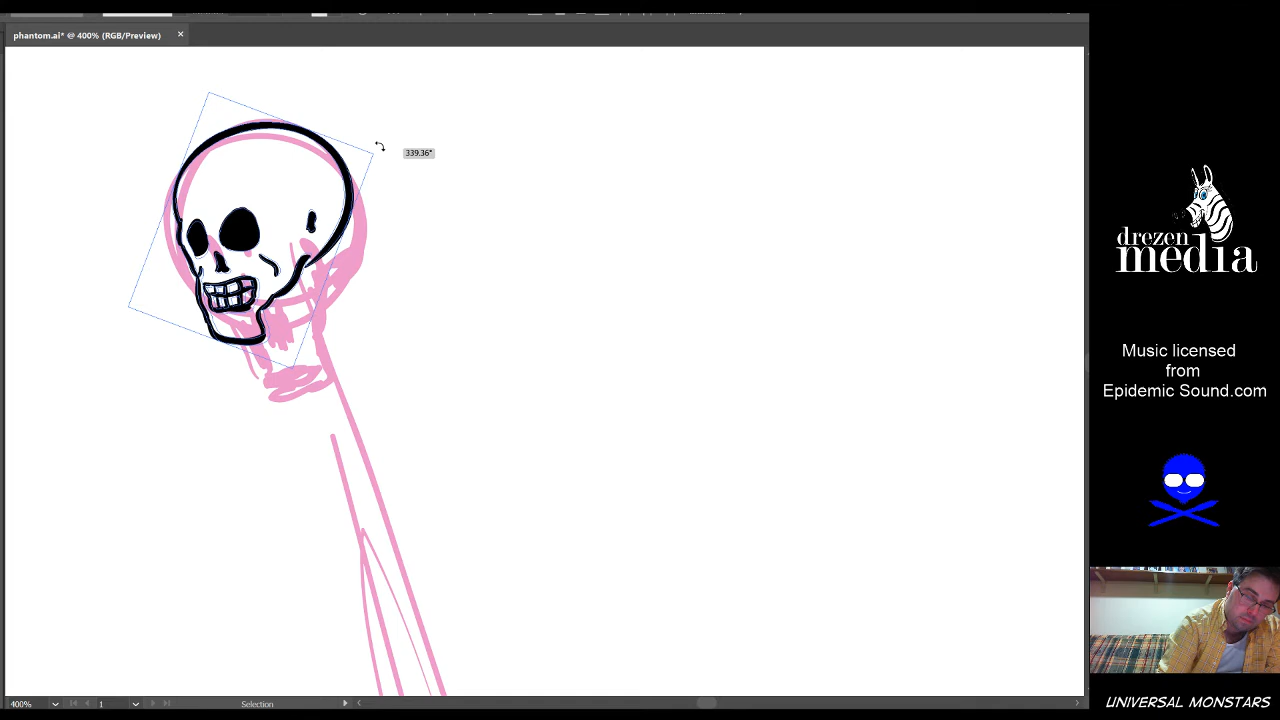 phantom.ai* @ 400% (RGB/Preview)
×
339.36°
drezen
media
Music licensed
from
Epidemic Sound.com
400%
1
Selection
UNIVERSAL MONSTARS